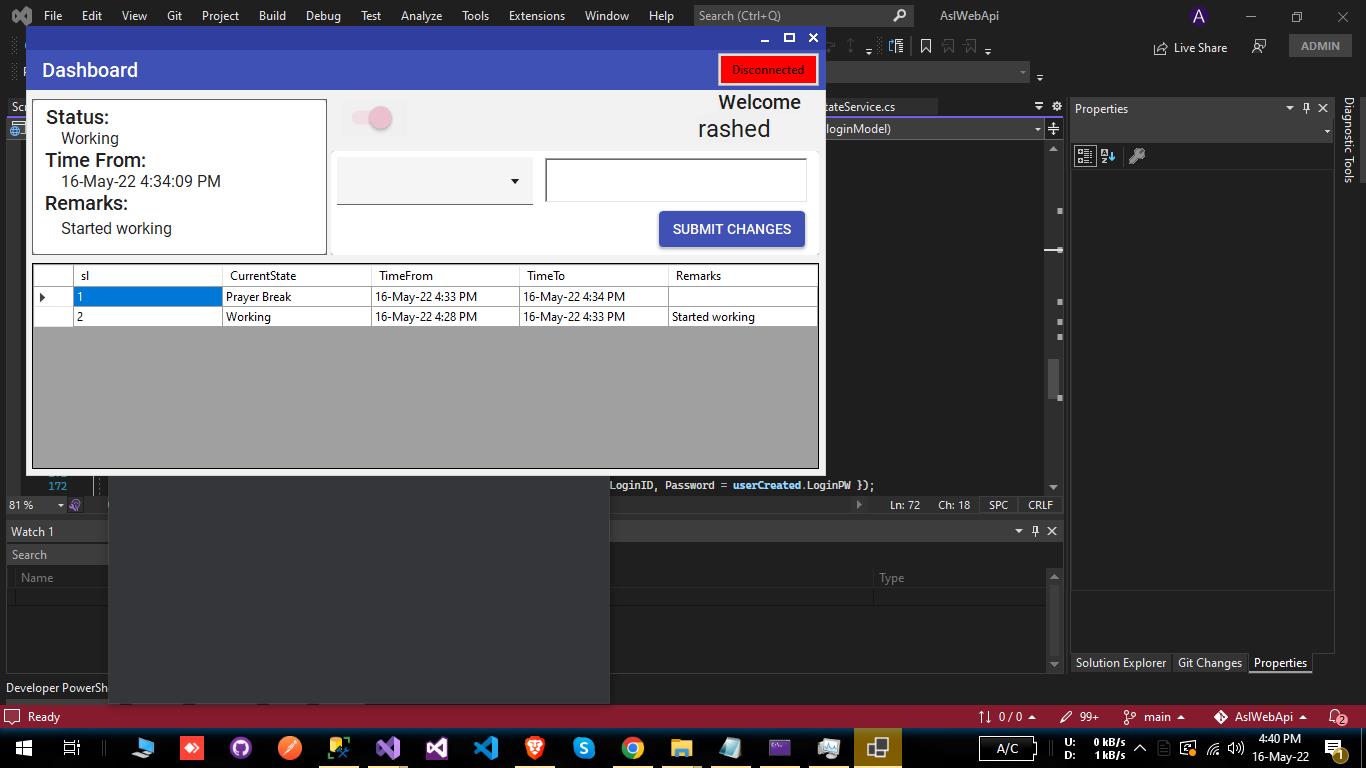 File Edit View Git Project Build Debug Test Analyze Tools Extensions Window Help Search (Ctrl+Q) AslWebApi A
Live Share ADMIN
Dashboard Disconnected
Status:
Working
Time From:
16-May-22 4:34:09 PM
Remarks:
Started working
Welcome
rashed
SUBMIT CHANGES
sl CurrentState TimeFrom TimeTo Remarks
1 Prayer Break 16-May-22 4:33 PM 16-May-22 4:34 PM
2 Working 16-May-22 4:28 PM 16-May-22 4:33 PM Started working
ateService.cs
loginModel)
Properties
Diagnostic Tools
172 LoginID, Password = userCreated.LoginPW });
81 % Ln: 72 Ch: 18 SPC CRLF
Watch 1
Search
Name Type
Solution Explorer Git Changes Properties
Developer PowerSh
Ready 0 / 0 99+ main AslWebApi 2
A/C U: 0 kB/s
D: 1 kB/s
4:40 PM
16-May-22
1